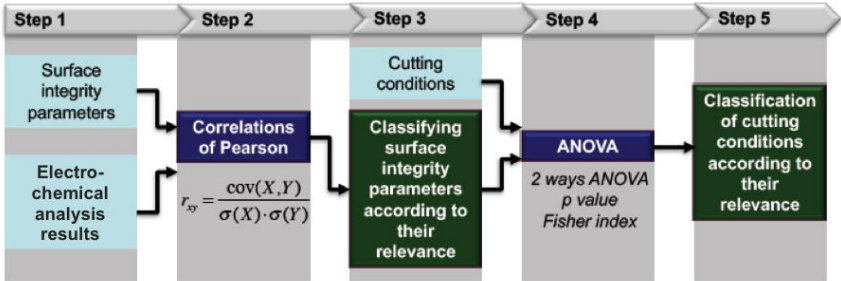 Step 1
Step 2
Step 3
Step 4
Step 5
Surface
integrity
parameters
Electro-
chemical
analysis
results
Correlations
of Pearson
r_xy = cov(X,Y) / σ(X)·σ(Y)
Cutting
conditions
Classifying
surface
integrity
parameters
according to
their
relevance
ANOVA
2 ways ANOVA
p value
Fisher index
Classification
of cutting
conditions
according to
their
relevance